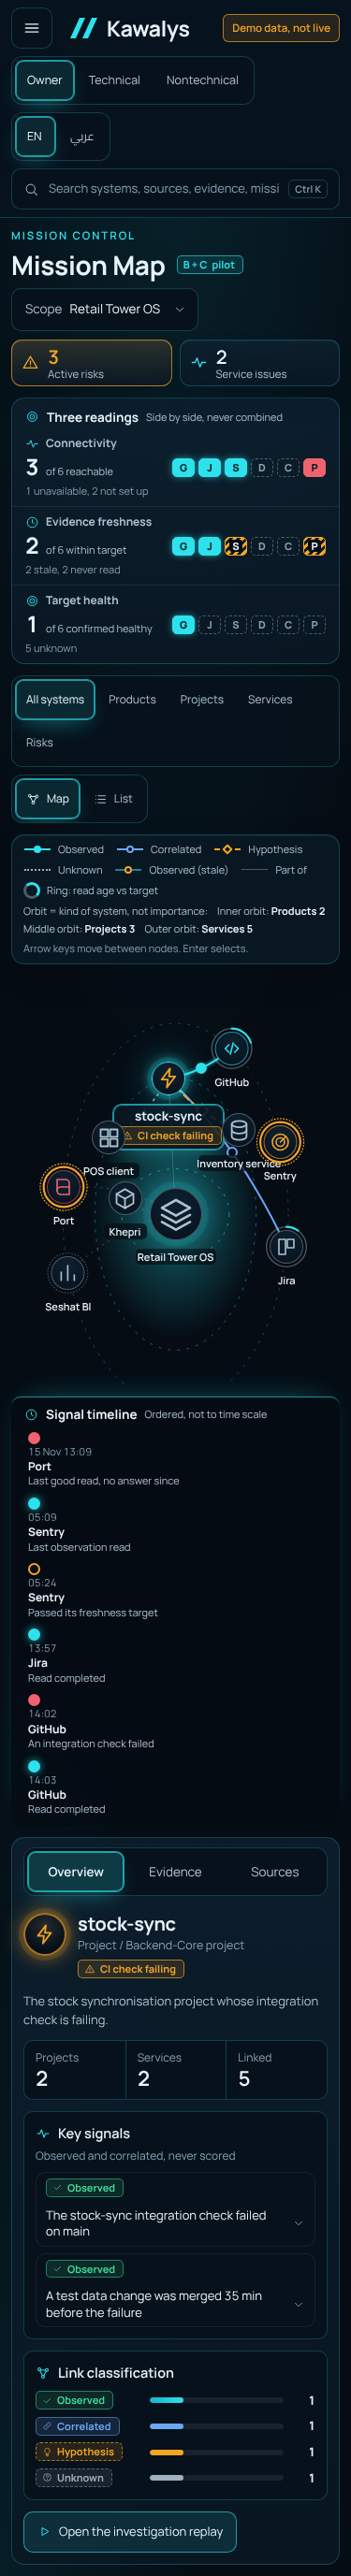 Kawalys
Demo data, not live
Owner Technical Nontechnical
EN عربي
Search systems, sources, evidence, missi Ctrl K
MISSION CONTROL
Mission Map B + C pilot
Scope Retail Tower OS
3
Active risks
2
Service issues
Three readings Side by side, never combined
Connectivity
3 of 6 reachable G J S D C P
1 unavailable, 2 not set up
Evidence freshness
2 of 6 within target G J S D C P
2 stale, 2 never read
Target health
1 of 6 confirmed healthy G J S D C P
5 unknown
All systems Products Projects Services
Risks
Map List
Observed Correlated Hypothesis
Unknown Observed (stale) Part of
Ring: read age vs target
Orbit = kind of system, not importance: Inner orbit: Products 2
Middle orbit: Projects 3 Outer orbit: Services 5
Arrow keys move between nodes. Enter selects.
GitHub
stock-sync
CI check failing
POS client
Inventory service
Sentry
Port
Khepri
Retail Tower OS
Jira
Seshat BI
Signal timeline Ordered, not to time scale
15 Nov 13:09
Port
Last good read, no answer since
05:09
Sentry
Last observation read
05:24
Sentry
Passed its freshness target
13:57
Jira
Read completed
14:02
GitHub
An integration check failed
14:03
GitHub
Read completed
Overview Evidence Sources
stock-sync
Project / Backend-Core project
CI check failing
The stock synchronisation project whose integration
check is failing.
Projects Services Linked
2 2 5
Key signals
Observed and correlated, never scored
Observed
The stock-sync integration check failed
on main
Observed
A test data change was merged 35 min
before the failure
Link classification
Observed 1
Correlated 1
Hypothesis 1
Unknown 1
Open the investigation replay